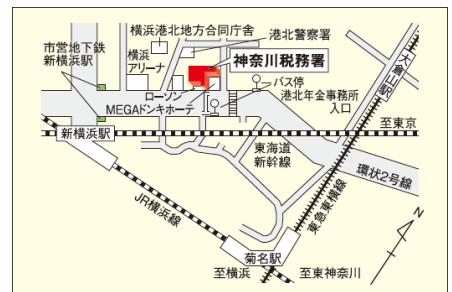 横浜港北地方合同庁舎
港北警察署
市営地下鉄
新横浜駅
横浜
アリーナ
神奈川税務署
大倉山駅
バス停
ローソン
MEGAドンキホーテ
港北年金事務所
入口
新横浜駅
至東京
東海道
新幹線
環状2号線
東急東横線
JR横浜線
菊名駅
至横浜
至東神奈川
N